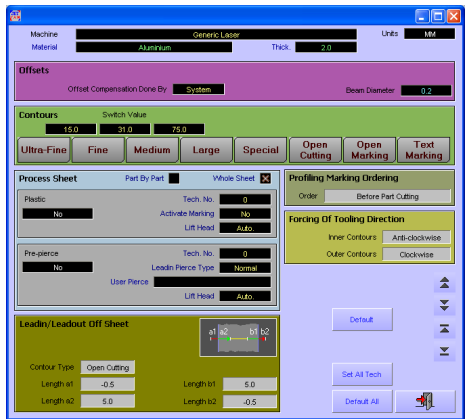 Machine Generic Laser Units MM
Material Aluminium Thick. 2.0
Offsets
Offset Compensation Done By System Beam Diameter 0.2
Contours Switch Value
15.0 31.0 75.0
Ultra-Fine Fine Medium Large Special Open Cutting Open Marking Text Marking
Process Sheet Part By Part Whole Sheet
Plastic Tech. No. 0
No Activate Marking No
Lift Head Auto.
Pre-pierce Tech. No. 0
No Leadin Pierce Type Normal
User Pierce
Lift Head Auto.
Profiling Marking Ordering
Order Before Part Cutting
Forcing Of Tooling Direction
Inner Contours Anti-clockwise
Outer Contours Clockwise
Leadin/Leadout Off Sheet
a1 a2 b1 b2
Contour Type Open Cutting
Length a1 -0.5 Length b1 5.0
Length a2 5.0 Length b2 -0.5
Default
Set All Tech
Default All